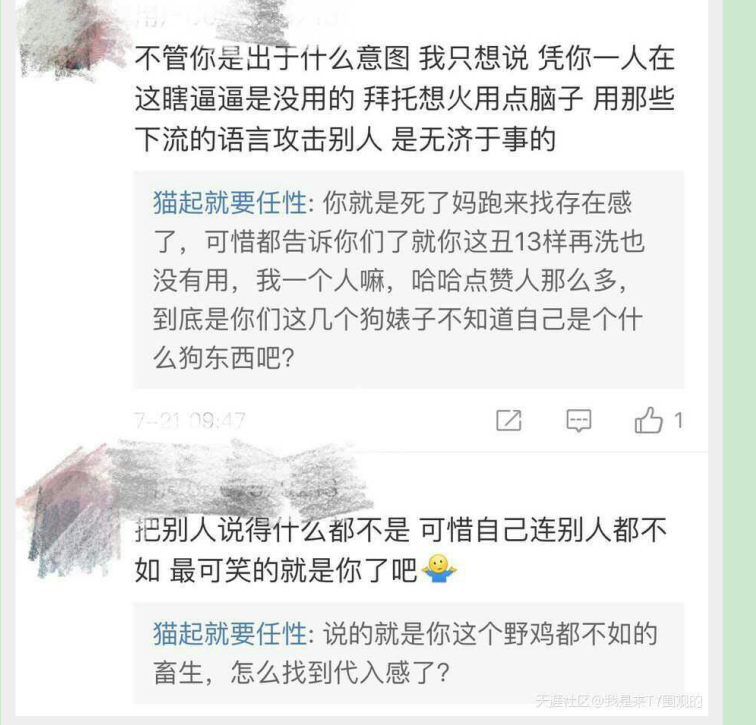 不管你是出于什么意图 我只想说 凭你一人在
这瞎逼逼是没用的 拜托想火用点脑子 用那些
下流的语言攻击别人 是无济于事的
猫起就要任性: 你就是死了妈跑来找存在感
了，可惜都告诉你们了就你这丑13样再洗也
没有用，我一个人嘛，哈哈点赞人那么多，
到底是你们这几个狗婊子不知道自己是个什
么狗东西吧?
7-21 09:47
1
把别人说得什么都不是 可惜自己连别人都不
如 最可笑的就是你了吧🤷
猫起就要任性: 说的就是你这个野鸡都不如的
畜生，怎么找到代入感了?
天涯社区@我是来TY围观的